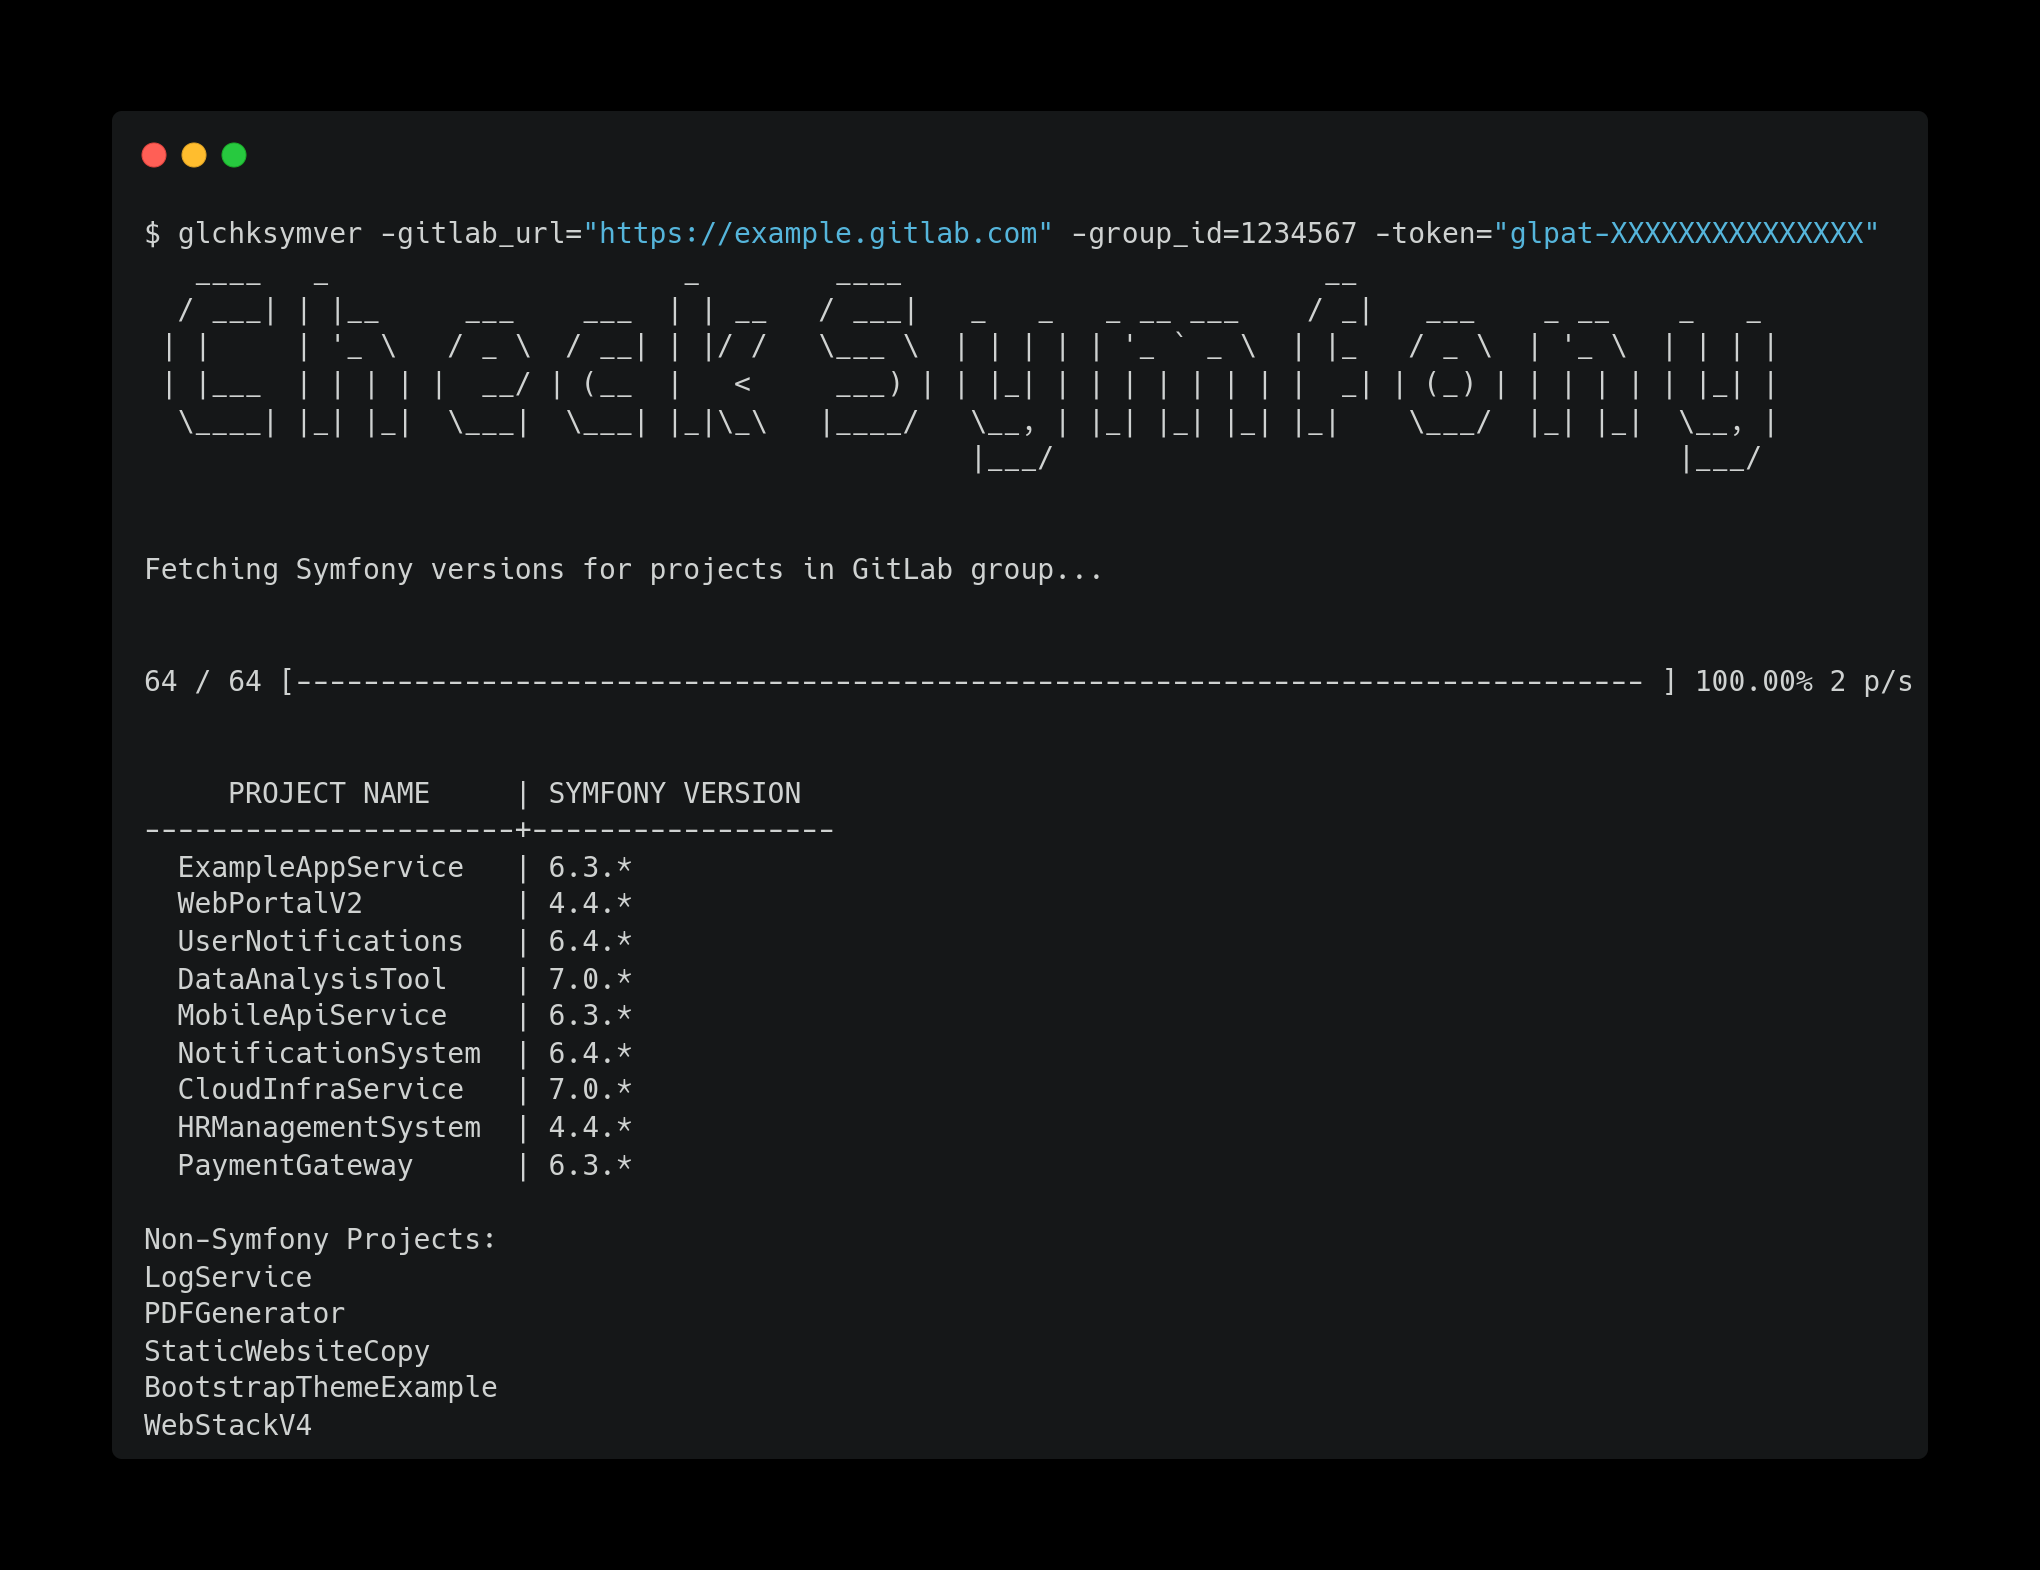 $ glchksymver -gitlab_url="https://example.gitlab.com" -group_id=1234567 -token="glpat-XXXXXXXXXXXXXXX"
Check Symfony
Fetching Symfony versions for projects in GitLab group...
64 / 64 [-------------------------------------------------------------------------------- ] 100.00% 2 p/s
PROJECT NAME | SYMFONY VERSION
----------------------+------------------
ExampleAppService | 6.3.*
WebPortalV2 | 4.4.*
UserNotifications | 6.4.*
DataAnalysisTool | 7.0.*
MobileApiService | 6.3.*
NotificationSystem | 6.4.*
CloudInfraService | 7.0.*
HRManagementSystem | 4.4.*
PaymentGateway | 6.3.*
Non-Symfony Projects:
LogService
PDFGenerator
StaticWebsiteCopy
BootstrapThemeExample
WebStackV4